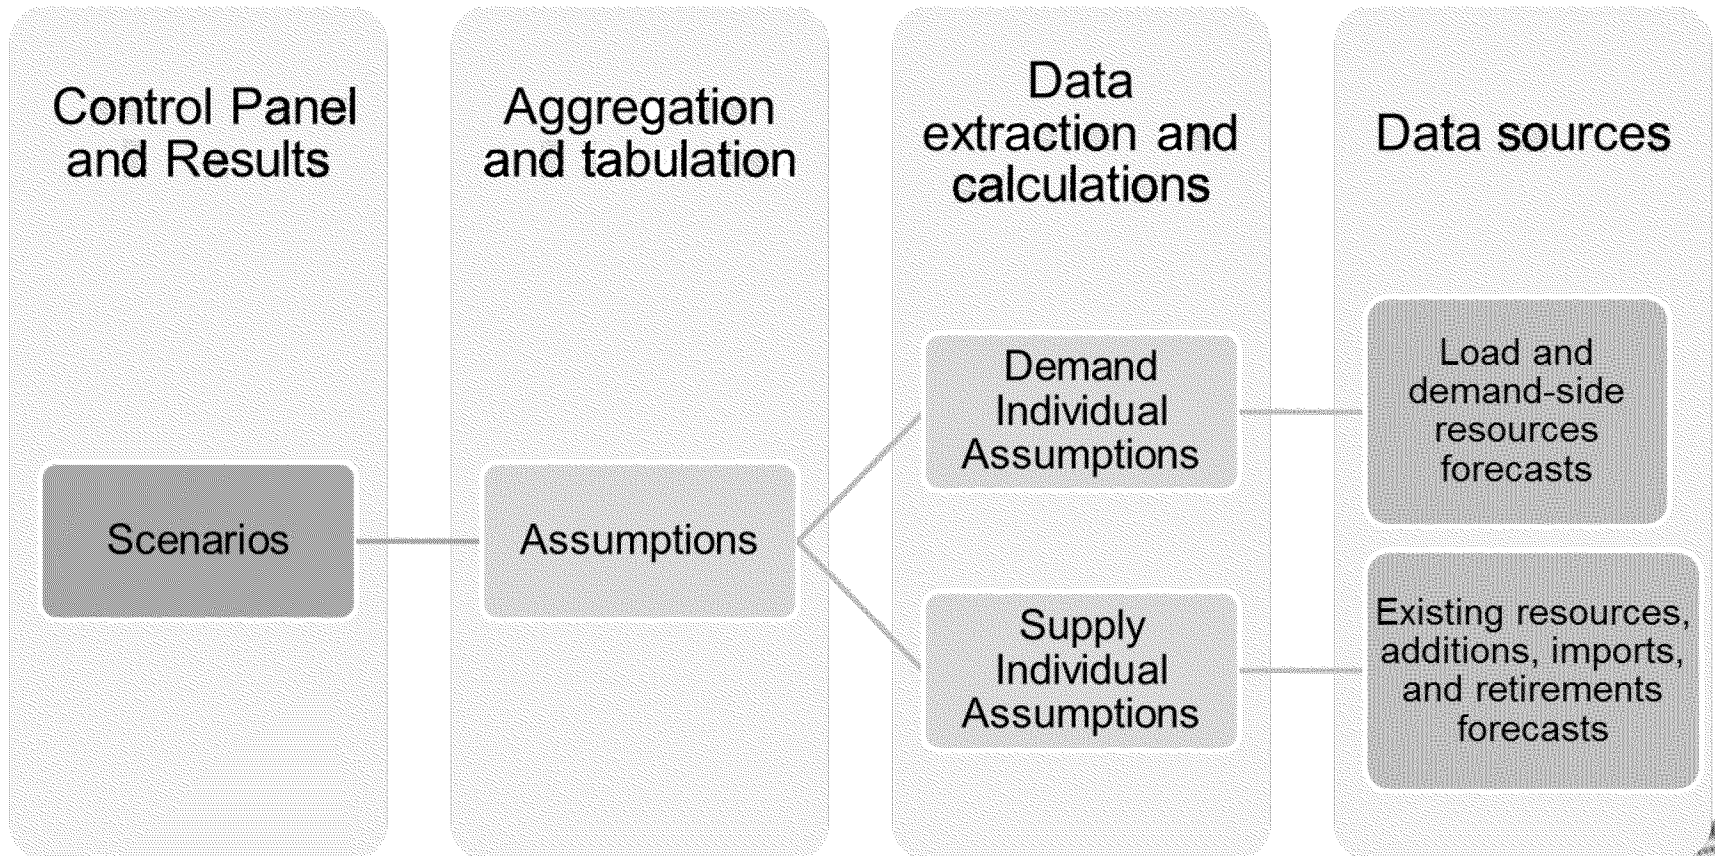 Control Panel
and Results
Aggregation
and tabulation
Data
extraction and
calculations
Data sources
Scenarios
Assumptions
Demand
Individual
Assumptions
Supply
Individual
Assumptions
Load and
demand-side
resources
forecasts
Existing resources,
additions, imports,
and retirements
forecasts